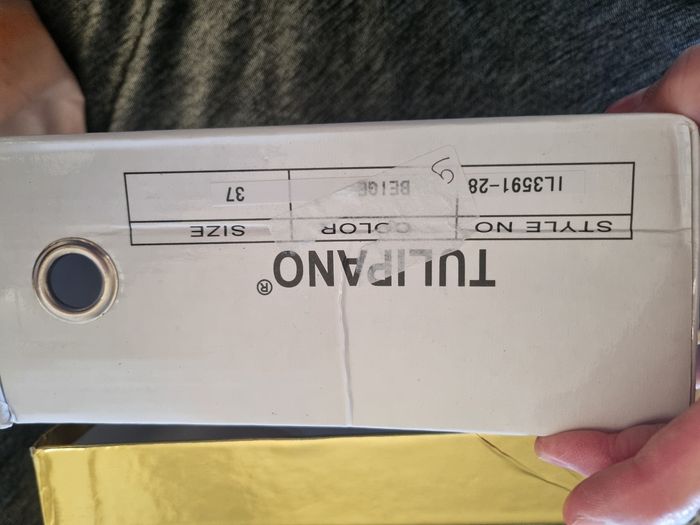 TULIPANO®
STYLE NO COLOR SIZE
IL3591-28 BEIGE 37